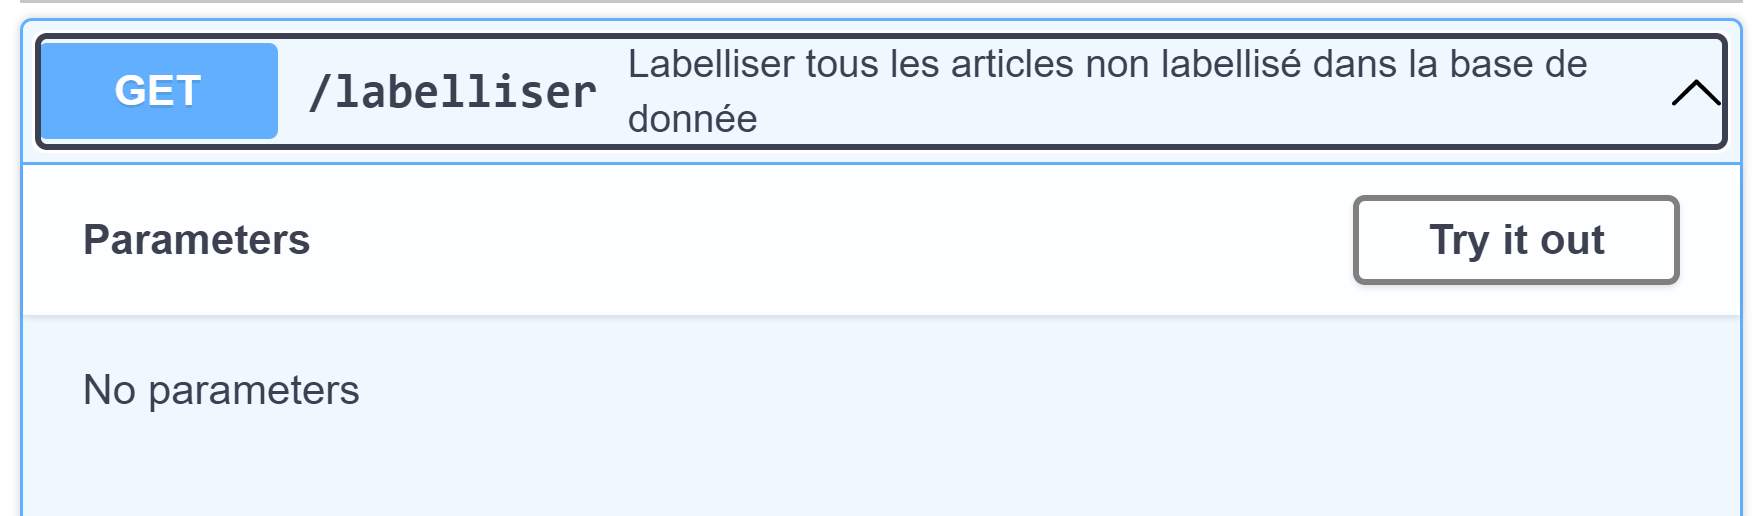 GET /labelliser Labelliser tous les articles non labellisé dans la base de
donnée
Parameters Try it out
No parameters